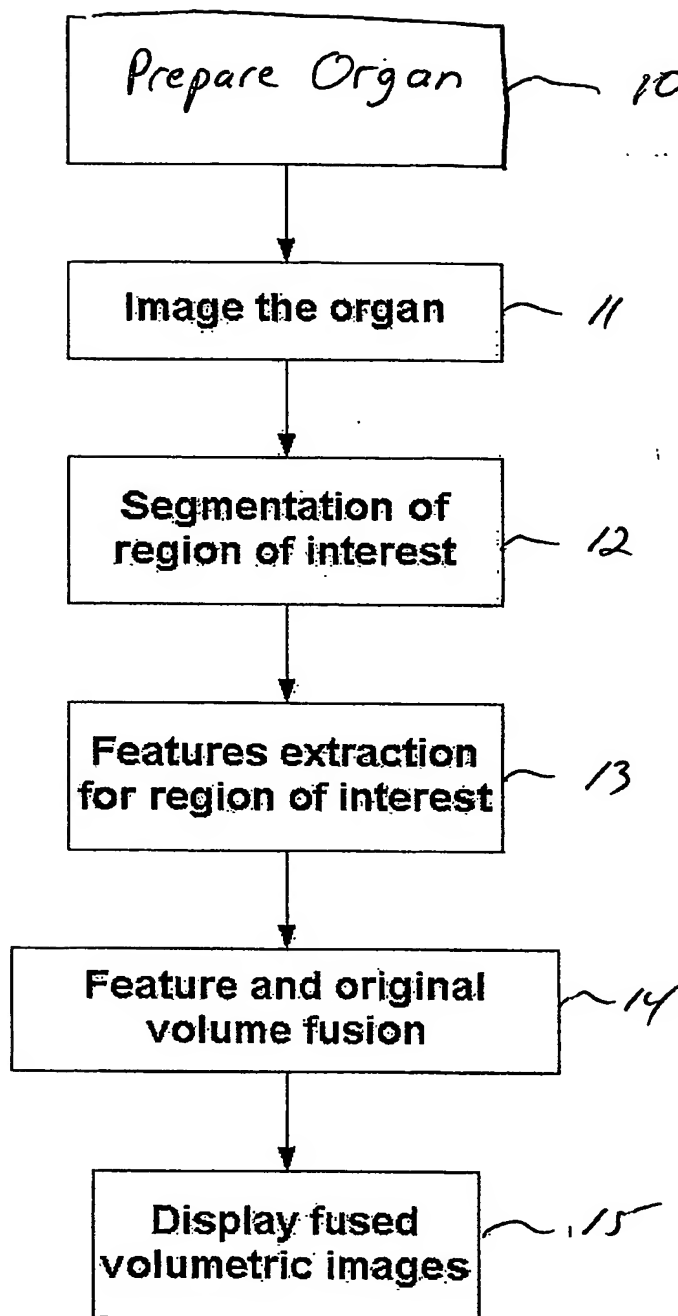 Prepare Organ 10
Image the organ 11
Segmentation of
region of interest 12
Features extraction
for region of interest 13
Feature and original
volume fusion 14
Display fused
volumetric images 15